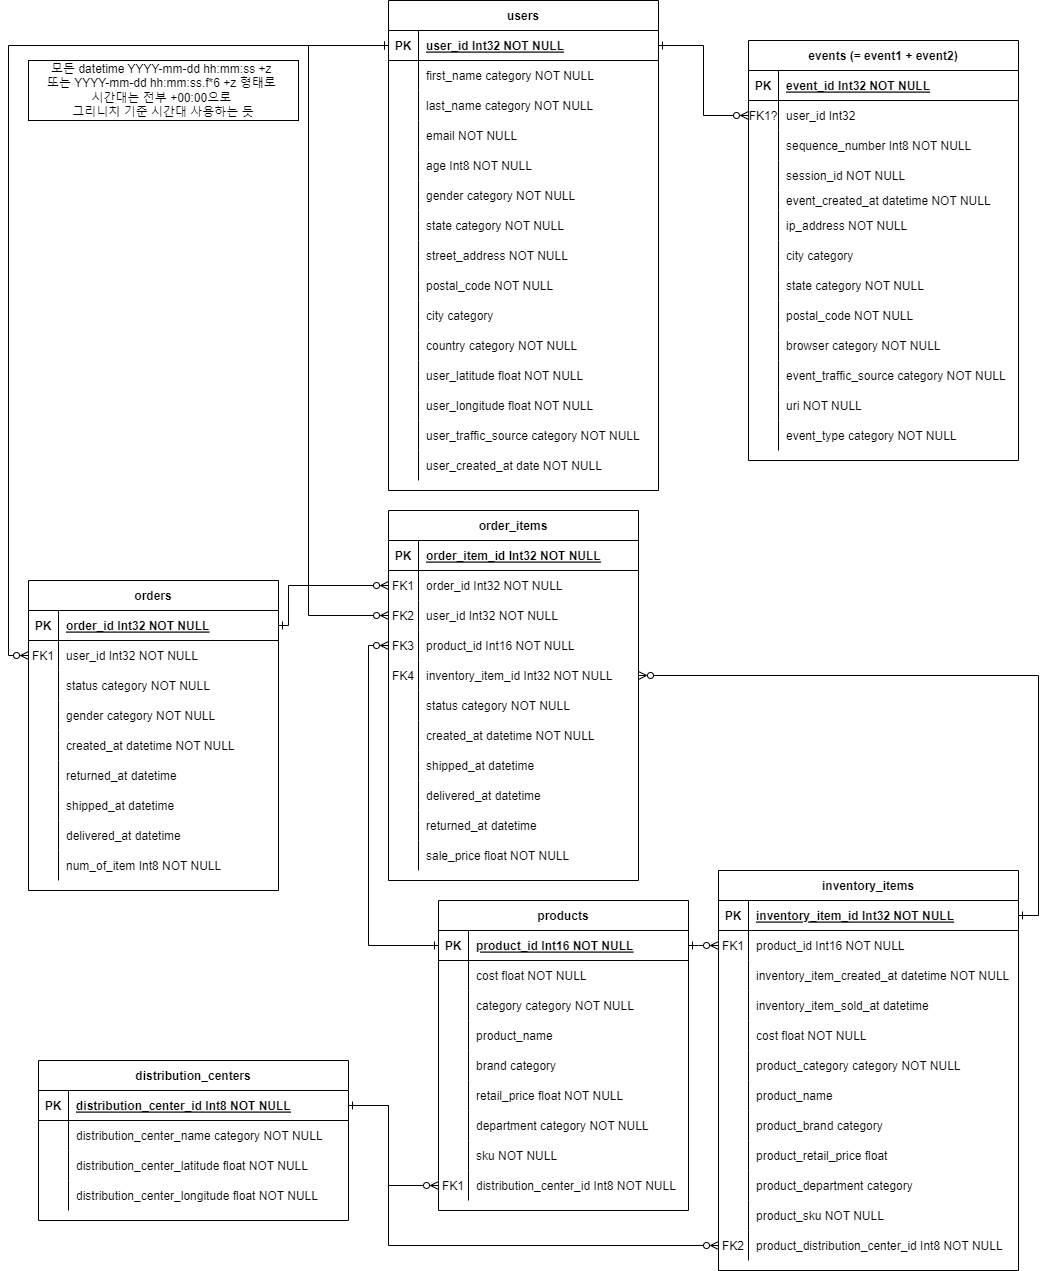 users
PK user_id Int32 NOT NULL
first_name category NOT NULL
last_name category NOT NULL
email NOT NULL
age Int8 NOT NULL
gender category NOT NULL
state category NOT NULL
street_address NOT NULL
postal_code NOT NULL
city category
country category NOT NULL
user_latitude float NOT NULL
user_longitude float NOT NULL
user_traffic_source category NOT NULL
user_created_at date NOT NULL
모든 datetime YYYY-mm-dd hh:mm:ss +z
또는 YYYY-mm-dd hh:mm:ss.f*6 +z 형태로
시간대는 전부 +00:00으로
그리니치 기준 시간대 사용하는 듯
events (= event1 + event2)
PK event_id Int32 NOT NULL
FK1? user_id Int32
sequence_number Int8 NOT NULL
session_id NOT NULL
event_created_at datetime NOT NULL
ip_address NOT NULL
city category
state category NOT NULL
postal_code NOT NULL
browser category NOT NULL
event_traffic_source category NOT NULL
uri NOT NULL
event_type category NOT NULL
order_items
PK order_item_id Int32 NOT NULL
FK1 order_id Int32 NOT NULL
FK2 user_id Int32 NOT NULL
FK3 product_id Int16 NOT NULL
FK4 inventory_item_id Int32 NOT NULL
status category NOT NULL
created_at datetime NOT NULL
shipped_at datetime
delivered_at datetime
returned_at datetime
sale_price float NOT NULL
orders
PK order_id Int32 NOT NULL
FK1 user_id Int32 NOT NULL
status category NOT NULL
gender category NOT NULL
created_at datetime NOT NULL
returned_at datetime
shipped_at datetime
delivered_at datetime
num_of_item Int8 NOT NULL
products
PK product_id Int16 NOT NULL
cost float NOT NULL
category category NOT NULL
product_name
brand category
retail_price float NOT NULL
department category NOT NULL
sku NOT NULL
FK1 distribution_center_id Int8 NOT NULL
inventory_items
PK inventory_item_id Int32 NOT NULL
FK1 product_id Int16 NOT NULL
inventory_item_created_at datetime NOT NULL
inventory_item_sold_at datetime
cost float NOT NULL
product_category category NOT NULL
product_name
product_brand category
product_retail_price float
product_department category
product_sku NOT NULL
FK2 product_distribution_center_id Int8 NOT NULL
distribution_centers
PK distribution_center_id Int8 NOT NULL
distribution_center_name category NOT NULL
distribution_center_latitude float NOT NULL
distribution_center_longitude float NOT NULL